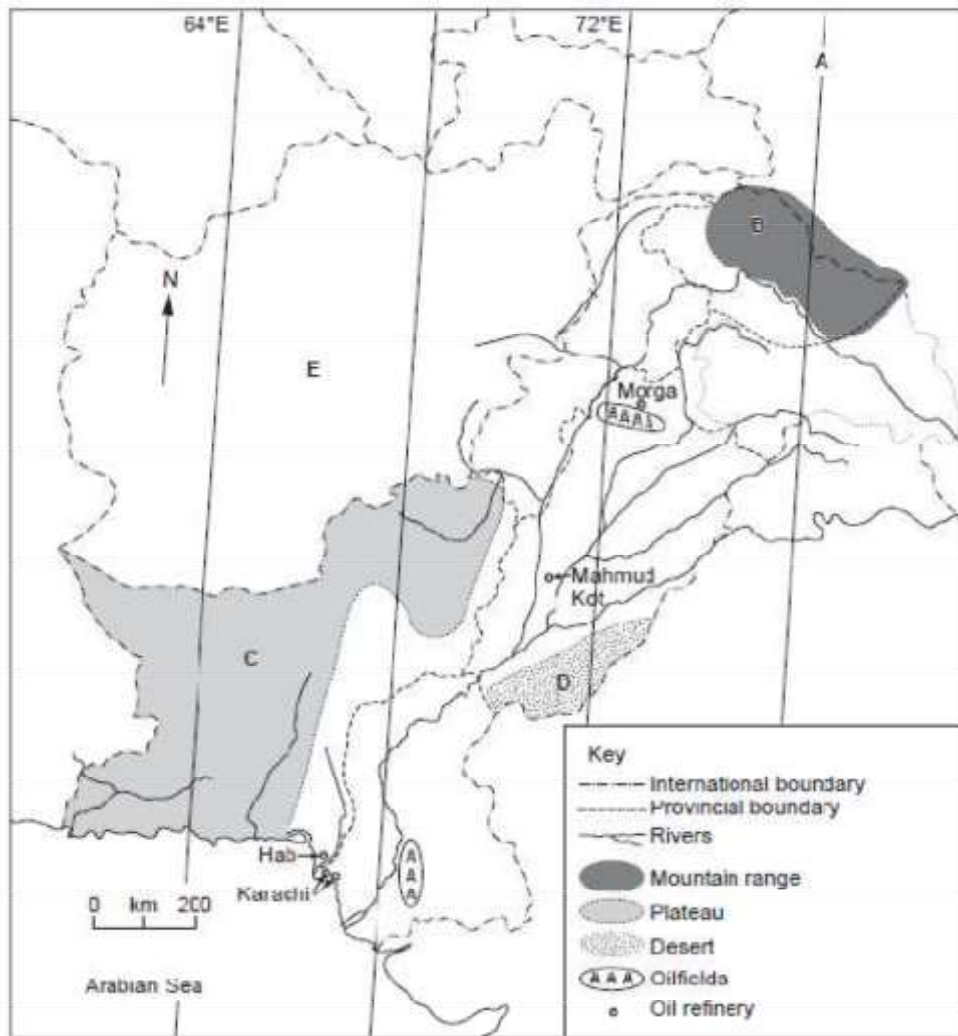 64°E
72°E
A
B
N
E
Morga
A A A A
Mahmud
Kot
C
D
Hab
Karachi
A
A
A
0 km 200
Arabian Sea
Key
International boundary
Provincial boundary
Rivers
Mountain range
Plateau
Desert
A A A Oilfields
Oil refinery